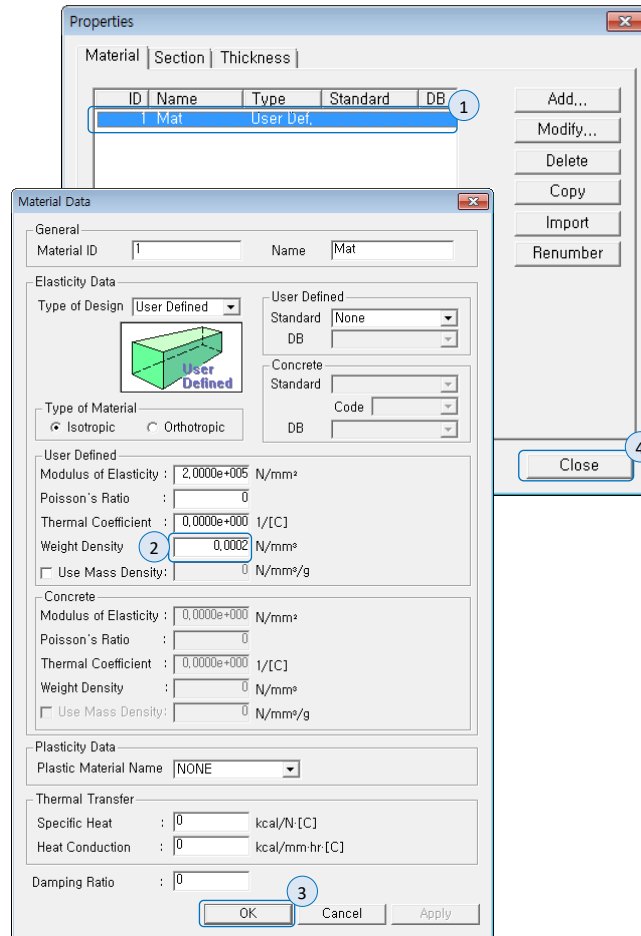 Properties
Material Section Thickness
ID Name Type Standard DB
1
1 Mat User Def,
Add,,,
Modify,,,
Delete
Copy
Import
Renumber
4
Close
Material Data
General
Material ID 1 Name Mat
Elasticity Data
Type of Design User Defined
User Defined
User Defined
Standard None
DB
Concrete
Standard
Code
DB
Type of Material
Isotropic Orthotropic
User Defined
Modulus of Elasticity : 2,0000e+005 N/mm²
Poisson's Ratio : 0
Thermal Coefficient : 0,0000e+000 1/[C]
Weight Density 2 0,0002 N/mm³
Use Mass Density: 0 N/mm³/g
Concrete
Modulus of Elasticity : 0,0000e+000 N/mm²
Poisson's Ratio : 0
Thermal Coefficient : 0,0000e+000 1/[C]
Weight Density : 0 N/mm³
Use Mass Density: 0 N/mm³/g
Plasticity Data
Plastic Material Name NONE
Thermal Transfer
Specific Heat : 0 kcal/N·[C]
Heat Conduction : 0 kcal/mm·hr·[C]
Damping Ratio : 0
3
OK Cancel Apply